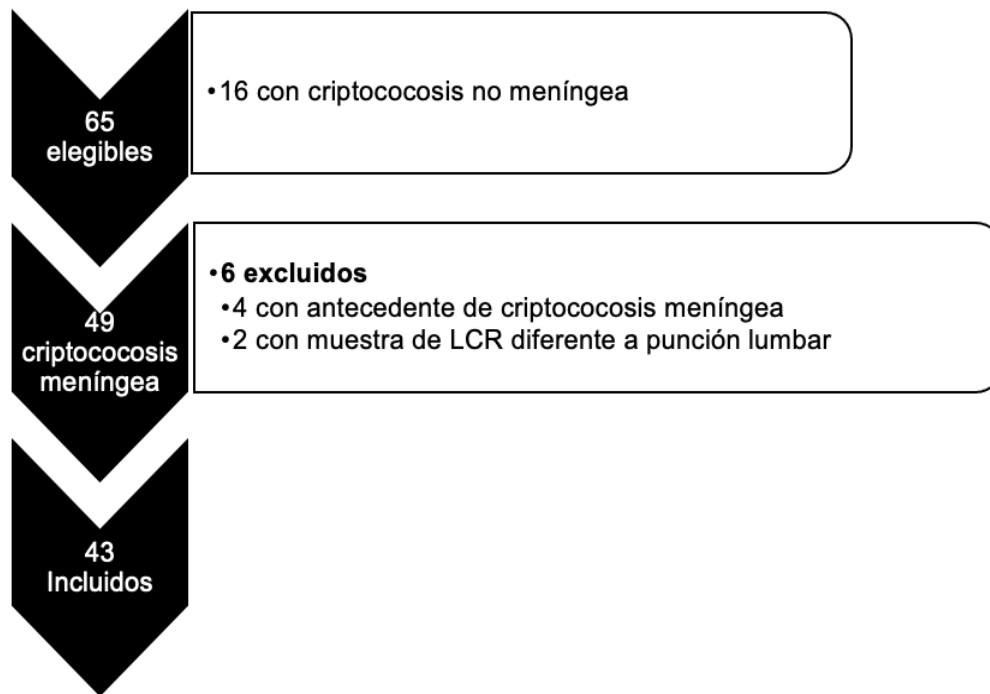 65
elegibles
•16 con criptococosis no meníngea
49
criptococosis
meníngea
•6 excluidos
•4 con antecedente de criptococosis meníngea
•2 con muestra de LCR diferente a punción lumbar
43
Incluidos